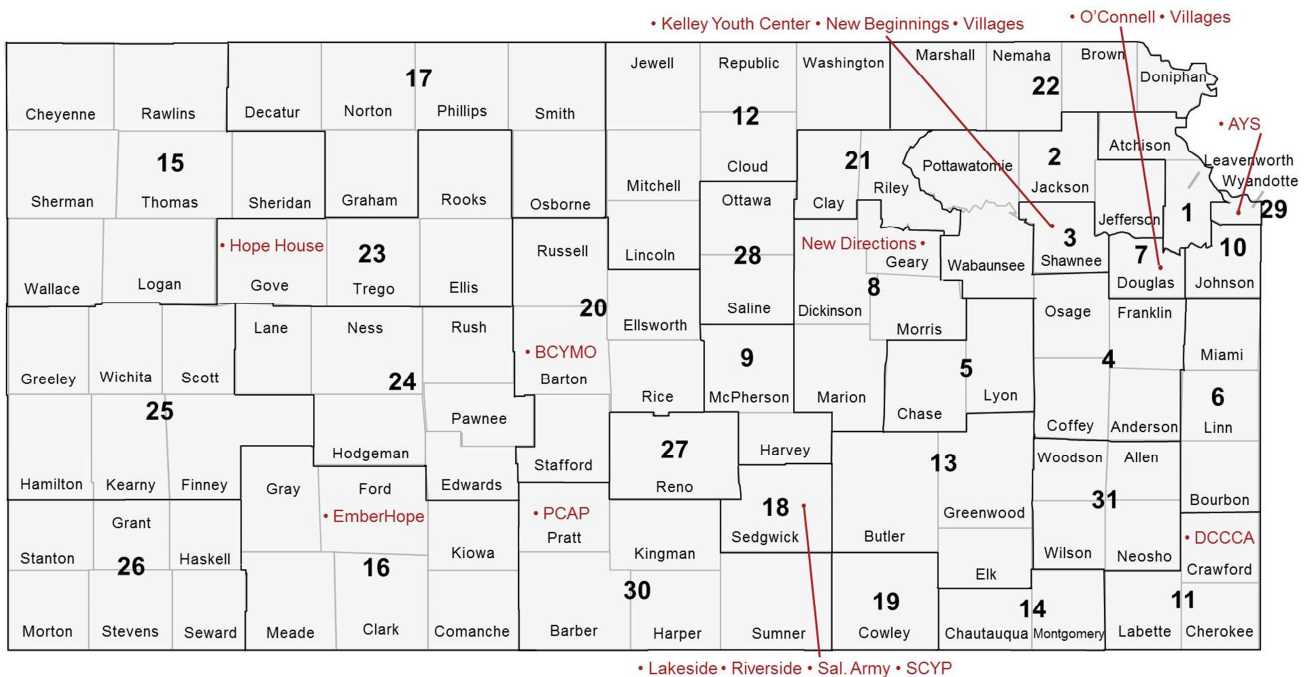 • Kelley Youth Center • New Beginnings • Villages
• O’Connell • Villages
17
Jewell
Republic
Washington
Marshall
Nemaha
Brown
Doniphan
22
Cheyenne
Rawlins
Decatur
Norton
Phillips
Smith
12
• AYS
15
Cloud
21
Pottawatomie
2
Atchison
Leavenworth
Wyandotte
Mitchell
Riley
Jackson
Sherman
Thomas
Sheridan
Graham
Rooks
Osborne
Ottawa
Clay
Jefferson
1
29
• Hope House
23
Russell
Lincoln
28
New Directions •
Geary
Wabaunsee
3
Shawnee
7
10
Wallace
Logan
Gove
Trego
Ellis
8
Douglas
Johnson
20
Saline
Dickinson
Lane
Ness
Rush
Ellsworth
Morris
Osage
Franklin
• BCYMO
9
5
4
Miami
Greeley
Wichita
Scott
24
Barton
Rice
McPherson
Marion
Lyon
6
25
Pawnee
Chase
Coffey
Anderson
Linn
Hodgeman
27
Harvey
13
Woodson
Allen
Hamilton
Kearny
Finney
Gray
Ford
Edwards
Stafford
Reno
31
Bourbon
Grant
• EmberHope
• PCAP
18
Greenwood
Pratt
Sedgwick
Butler
• DCCCA
Stanton
Haskell
Kiowa
Kingman
Wilson
Neosho
Crawford
26
16
Elk
30
19
14
11
Morton
Stevens
Seward
Meade
Clark
Comanche
Barber
Harper
Sumner
Cowley
Chautauqua
Montgomery
Labette
Cherokee
• Lakeside • Riverside • Sal. Army • SCYP